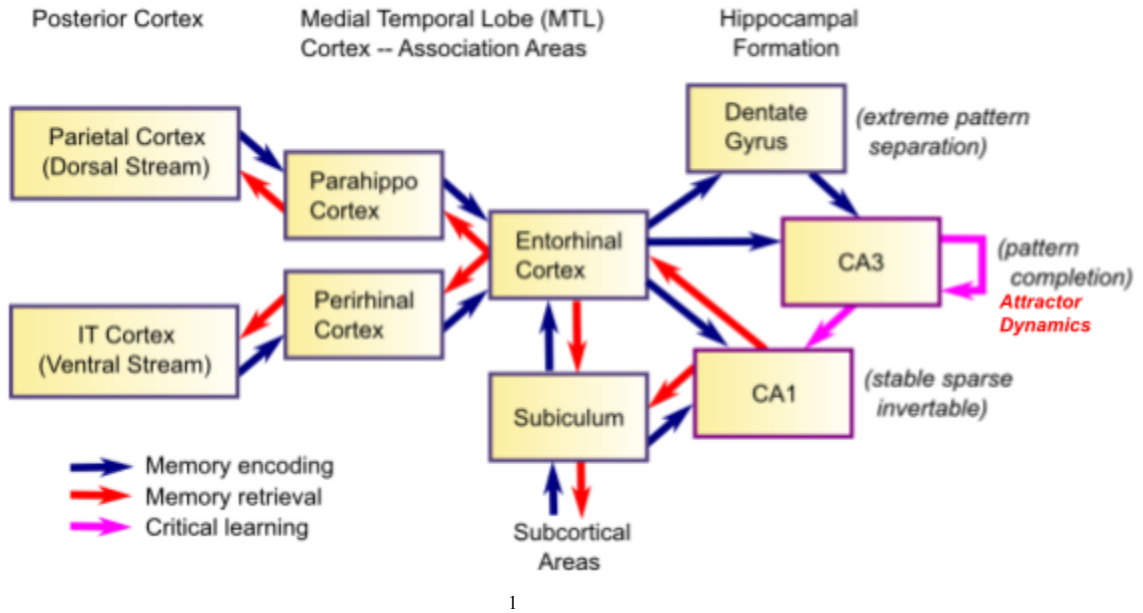 Posterior Cortex
Medial Temporal Lobe (MTL)
Cortex -- Association Areas
Hippocampal
Formation
Dentate
Gyrus
(extreme pattern
separation)
Parietal Cortex
(Dorsal Stream)
Parahippo
Cortex
Entorhinal
Cortex
CA3
(pattern
completion)
Attractor
Dynamics
IT Cortex
(Ventral Stream)
Perirhinal
Cortex
Subiculum
CA1
(stable sparse
invertable)
Memory encoding
Memory retrieval
Critical learning
Subcortical
Areas
1